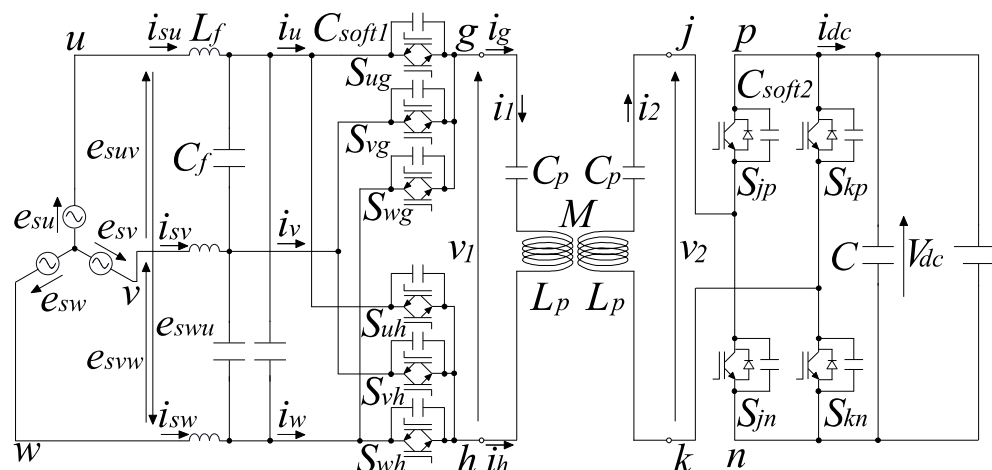 u i_su L_f i_u C_soft1 g i_g j p i_dc
S_ug
C_soft2
i_1 i_2
S_vg
e_suv C_f
S_jp S_kp
C_p C_p
S_wg
e_su e_sv i_sv i_v
M
v_1 v_2
C V_dc
v
e_sw
L_p L_p
e_swu
S_uh
e_svw
S_vh
S_jn S_kn
w i_sw i_w
S_wh h i_h k n